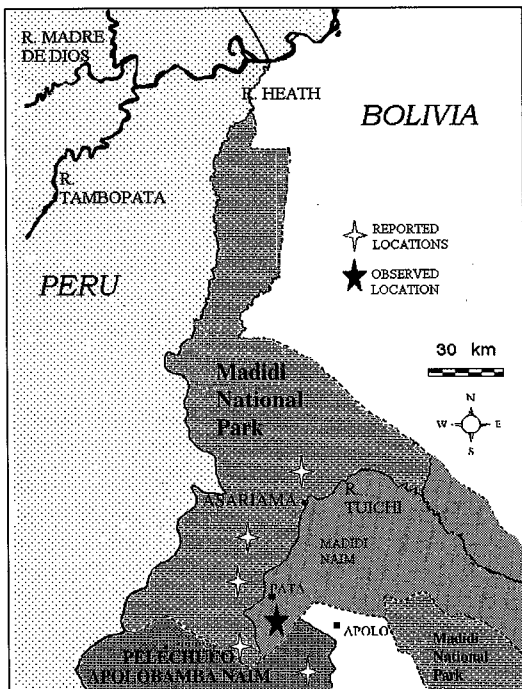 R. MADRE
DE DIOS
R. HEATH
BOLIVIA
R.
TAMBOPATA
REPORTED
LOCATIONS
OBSERVED
LOCATION
PERU
30 km
N
W
E
S
Madidi
National
Park
ASARIAMA
R.
TUICHI
MADIDI
NAIM
PATA
APOLO
PELECHUCO
APOLOBAMBA NAIM
Madidi
National
Park